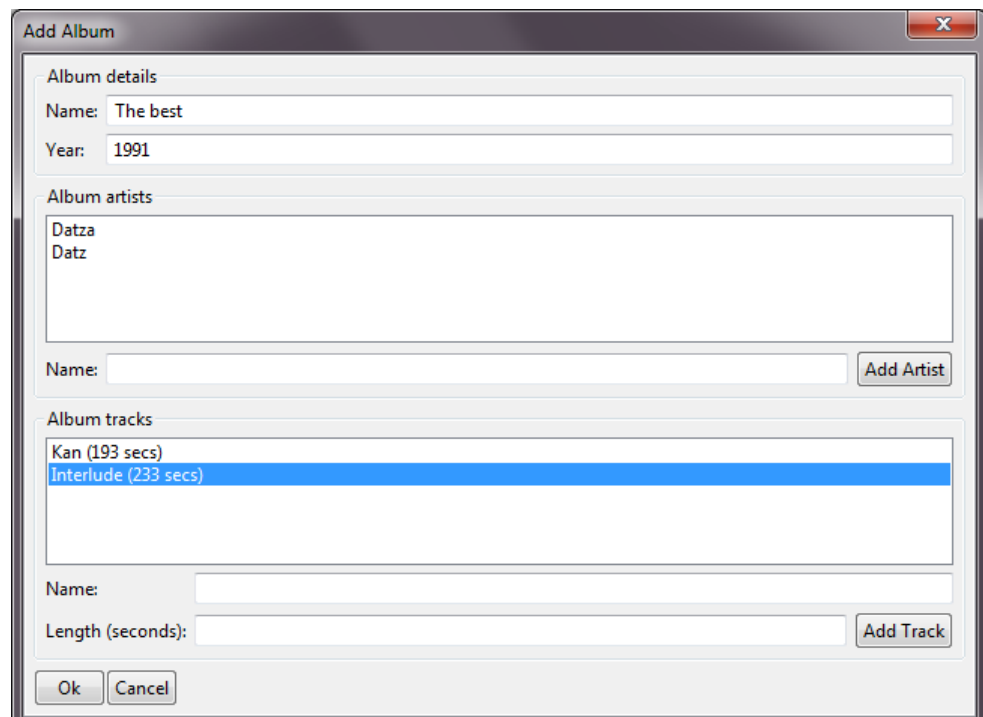 Add Album
Album details
Name: The best
Year: 1991
Album artists
Datza
Datz
Name:
Add Artist
Album tracks
Kan (193 secs)
Interlude (233 secs)
Name:
Length (seconds):
Add Track
Ok
Cancel